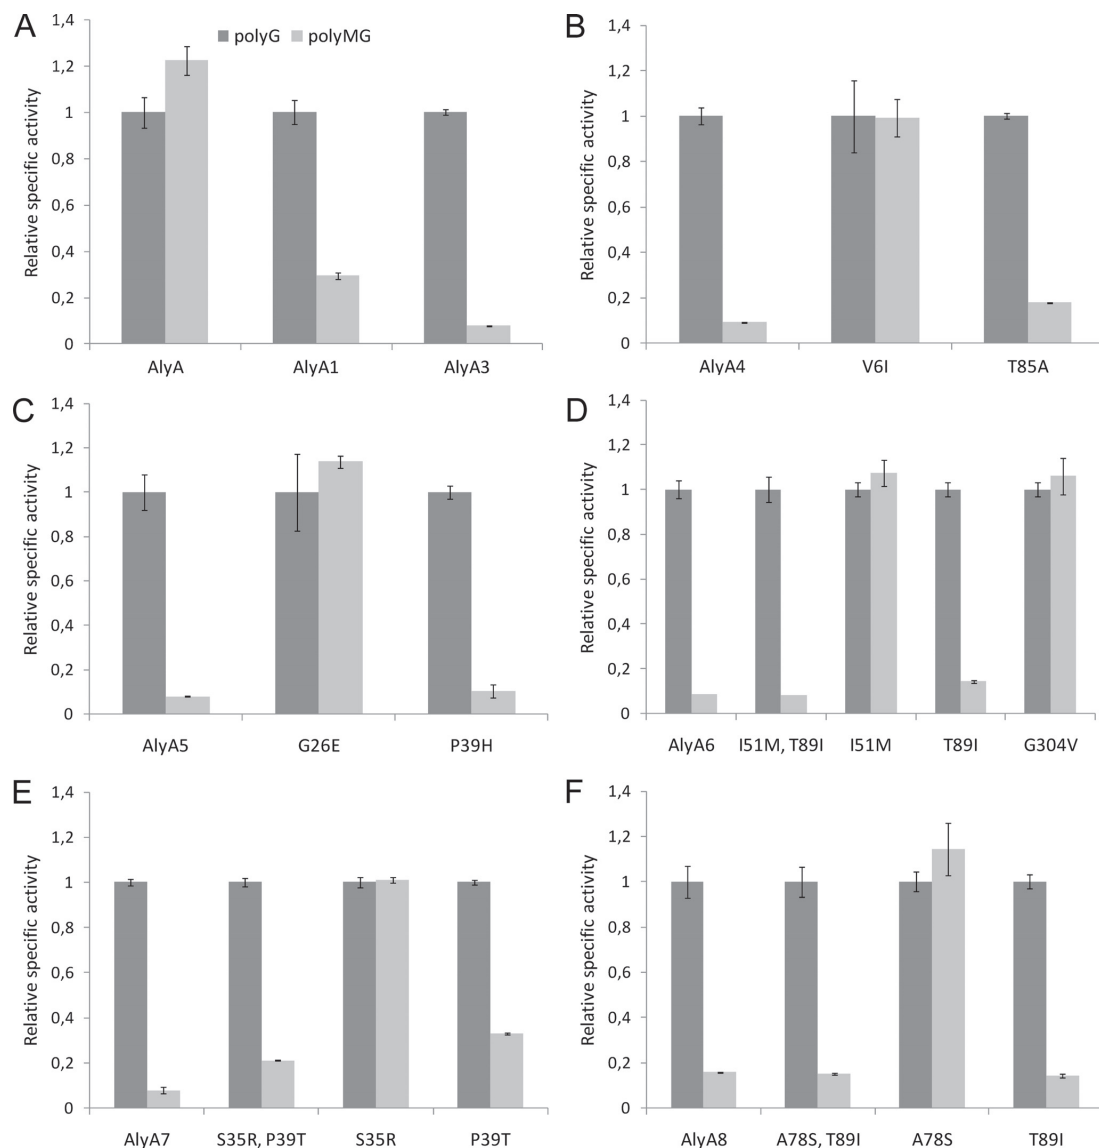 A
polyG polyMG
Relative specific activity
1,4
1,2
1
0,8
0,6
0,4
0,2
0
AlyA AlyA1 AlyA3
B
Relative specific activity
1,4
1,2
1
0,8
0,6
0,4
0,2
0
AlyA4 V6I T85A
C
Relative specific activity
1,4
1,2
1
0,8
0,6
0,4
0,2
0
AlyA5 G26E P39H
D
Relative specific activity
1,4
1,2
1
0,8
0,6
0,4
0,2
0
AlyA6 I51M, T89I I51M T89I G304V
E
Relative specific activity
1,4
1,2
1
0,8
0,6
0,4
0,2
0
AlyA7 S35R, P39T S35R P39T
F
Relative specific activity
1,4
1,2
1
0,8
0,6
0,4
0,2
0
AlyA8 A78S, T89I A78S T89I